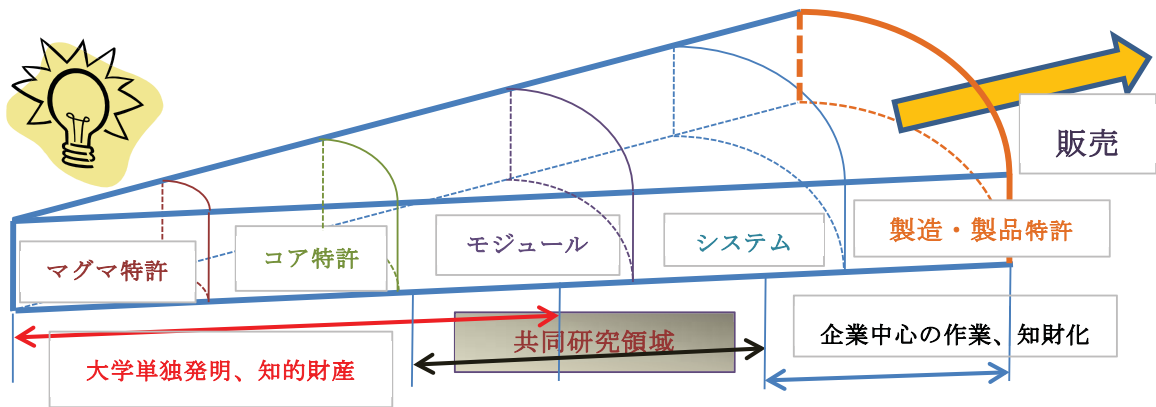 販売
製造・製品特許
システム
モジュール
コア特許
マグマ特許
大学単独発明、知的財産
共同研究領域
企業中心の作業、知財化